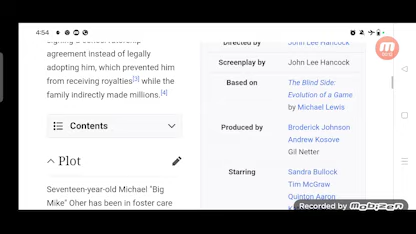 4:54
agreement instead of legally
adopting him, which prevented him
from receiving royalties[3] while the
family indirectly made millions.[4]
Contents
Plot
Seventeen-year-old Michael "Big
Mike" Oher has been in foster care
Directed by John Lee Hancock
Screenplay by John Lee Hancock
Based on The Blind Side:
Evolution of a Game
by Michael Lewis
Produced by Broderick Johnson
Andrew Kosove
Gil Netter
Starring Sandra Bullock
Tim McGraw
Quinton Aaron
Recorded by Mobizen